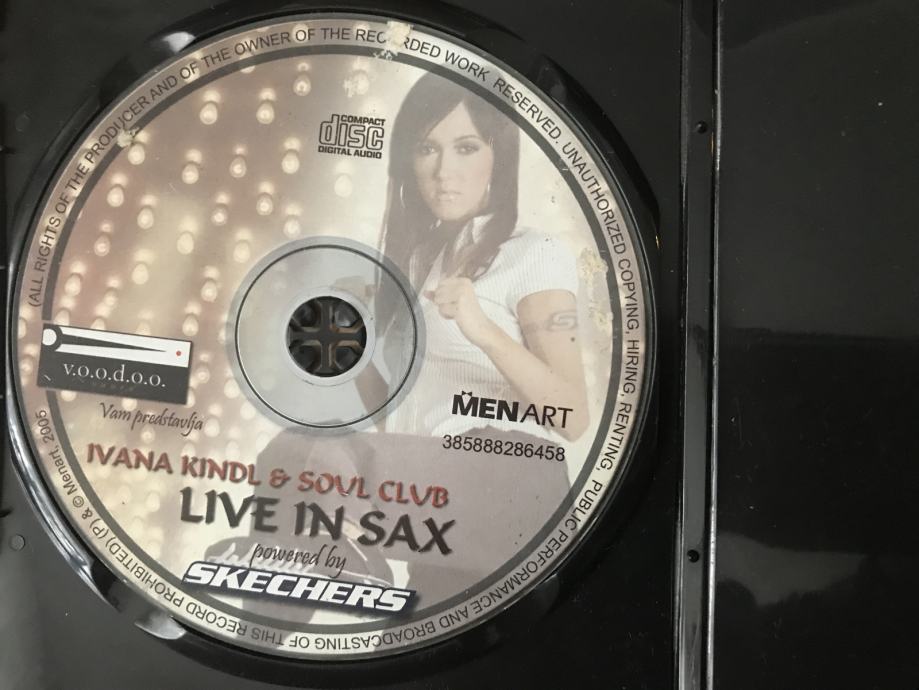 (ALL RIGHTS OF THE PRODUCER AND OF THE OWNER OF THE RECORDED WORK RESERVED. UNAUTHORIZED COPYING, HIRING, RENTING, PUBLIC PERFORMANCE AND BROADCASTING OF THIS RECORD PROHIBITED) (P) & © Menart, 2006
COMPACT
disc
DIGITAL AUDIO
v.o.o.d.o.o.
Vam predstavlja
MENART
385888286458
IVANA KINDL & SOUL CLUB
LIVE IN SAX
powered by
SKECHERS